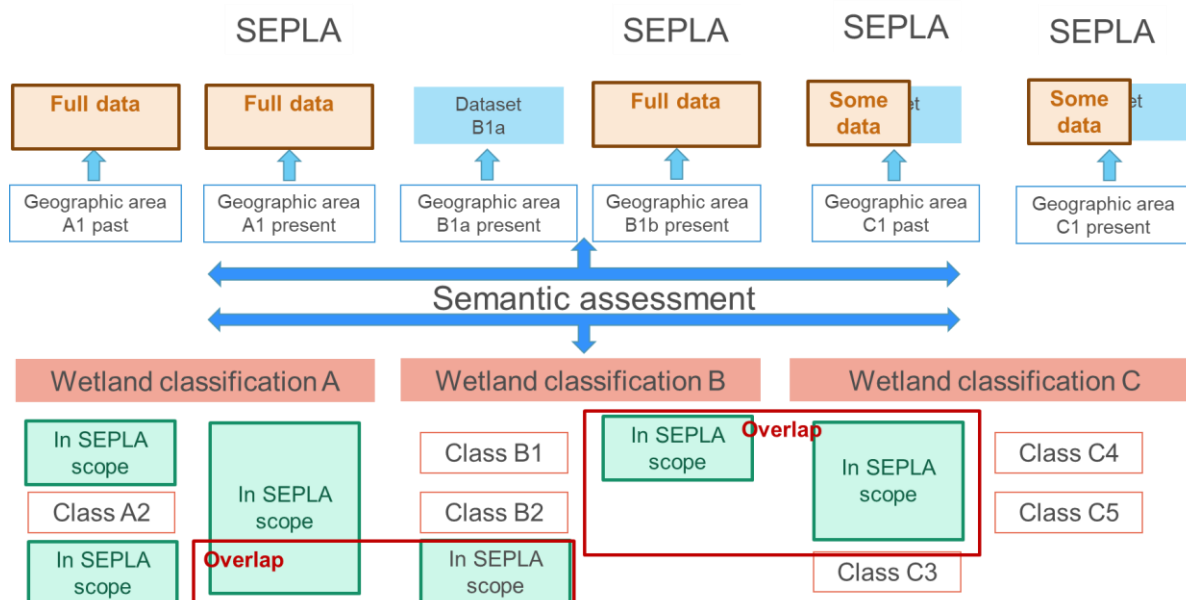 SEPLA
SEPLA
SEPLA
SEPLA
Full data
Full data
Dataset
B1a
Full data
Some
data
et
Some
data
et
Geographic area
A1 past
Geographic area
A1 present
Geographic area
B1a present
Geographic area
B1b present
Geographic area
C1 past
Geographic area
C1 present
Semantic assessment
Wetland classification A
Wetland classification B
Wetland classification C
In SEPLA
scope
Class A2
In SEPLA
scope
In SEPLA
scope
Overlap
Class B1
Class B2
In SEPLA
scope
In SEPLA
scope
Overlap
In SEPLA
scope
Class C3
Class C4
Class C5